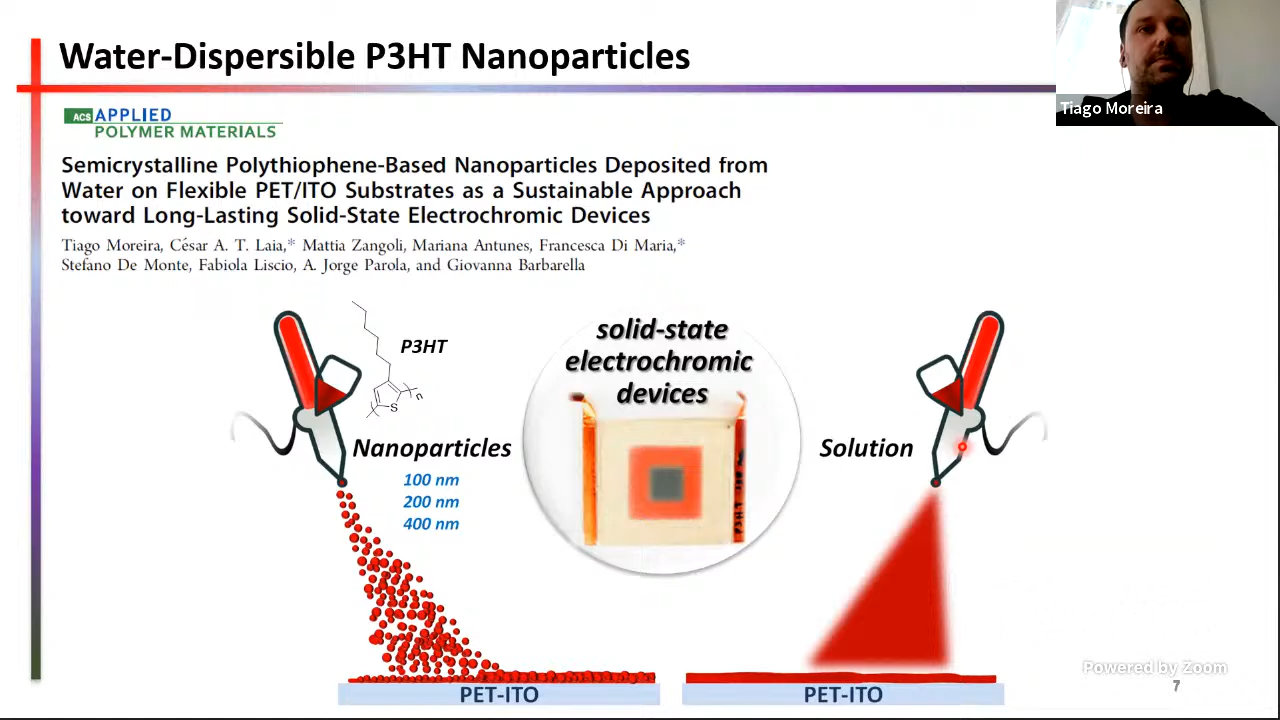 Water-Dispersible P3HT Nanoparticles
Tiago Moreira
ACS APPLIED
POLYMER MATERIALS
Semicrystalline Polythiophene-Based Nanoparticles Deposited from
Water on Flexible PET/ITO Substrates as a Sustainable Approach
toward Long-Lasting Solid-State Electrochromic Devices
Tiago Moreira, César A. T. Laia,* Mattia Zangoli, Mariana Antunes, Francesca Di Maria,*
Stefano De Monte, Fabiola Liscio, A. Jorge Parola, and Giovanna Barbarella
P3HT
S
n
Nanoparticles
100 nm
200 nm
400 nm
solid-state
electrochromic
devices
P3HT
Solution
PET-ITO
PET-ITO
Powered by Zoom
7